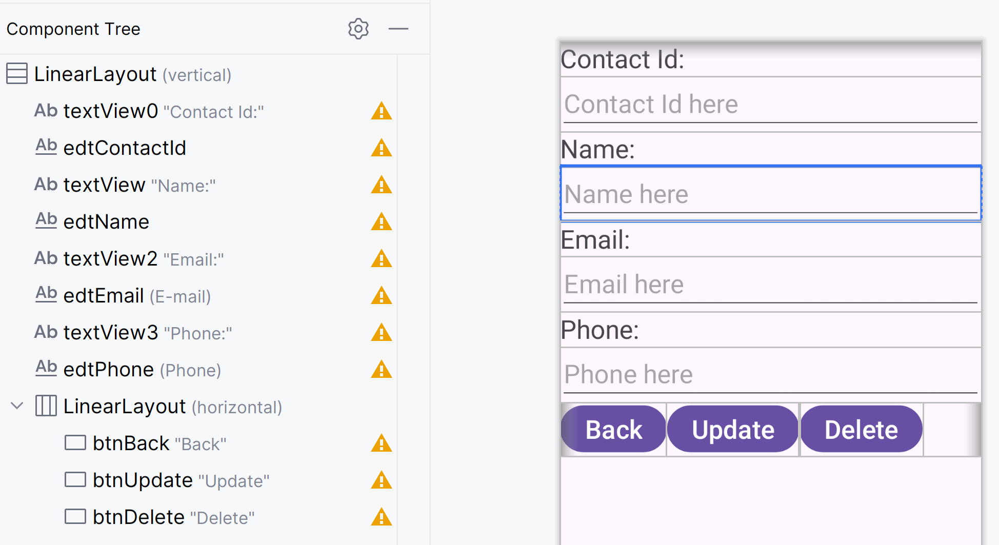 Component Tree
LinearLayout (vertical)
Ab textView0 "Contact Id:"
Ab edtContactId
Ab textView "Name:"
Ab edtName
Ab textView2 "Email:"
Ab edtEmail (E-mail)
Ab textView3 "Phone:"
Ab edtPhone (Phone)
LinearLayout (horizontal)
btnBack "Back"
btnUpdate "Update"
btnDelete "Delete"
Contact Id:
Contact Id here
Name:
Name here
Email:
Email here
Phone:
Phone here
Back Update Delete